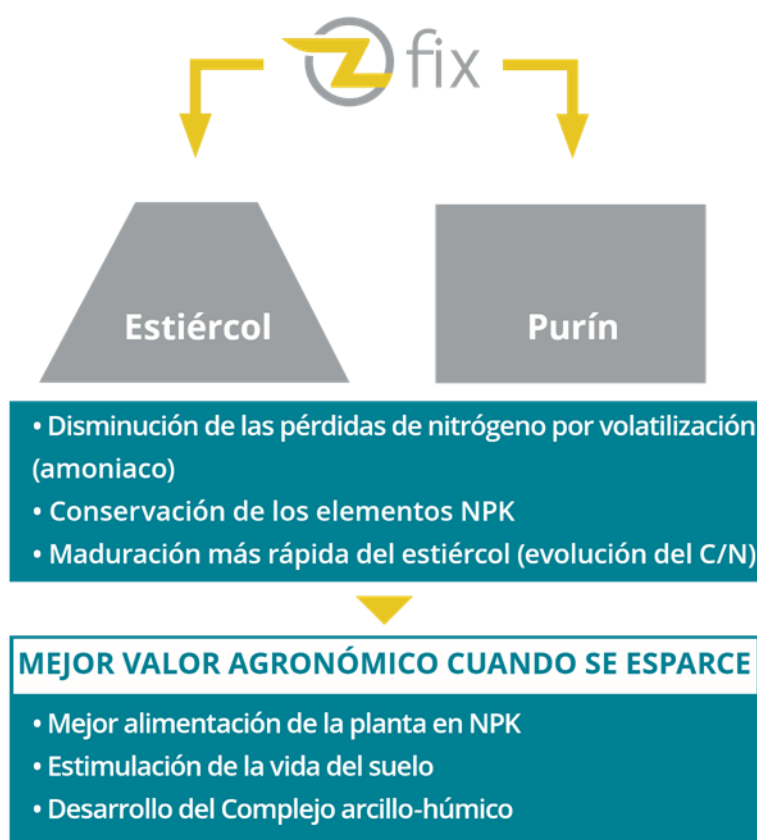 Z fix
Estiércol
Purín
• Disminución de las pérdidas de nitrógeno por volatilización
(amoniaco)
• Conservación de los elementos NPK
• Maduración más rápida del estiércol (evolución del C/N)
MEJOR VALOR AGRONÓMICO CUANDO SE ESPARCE
• Mejor alimentación de la planta en NPK
• Estimulación de la vida del suelo
• Desarrollo del Complejo arcillo-húmico